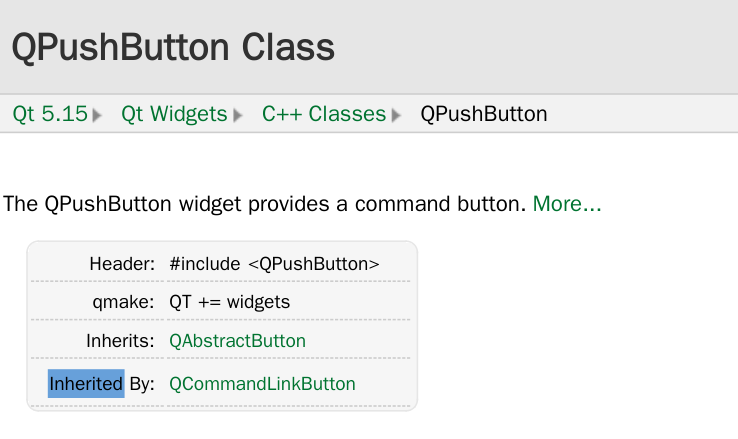 QPushButton Class
Qt 5.15 Qt Widgets C++ Classes QPushButton
The QPushButton widget provides a command button. More...
Header: #include <QPushButton>
qmake: QT += widgets
Inherits: QAbstractButton
Inherited By: QCommandLinkButton